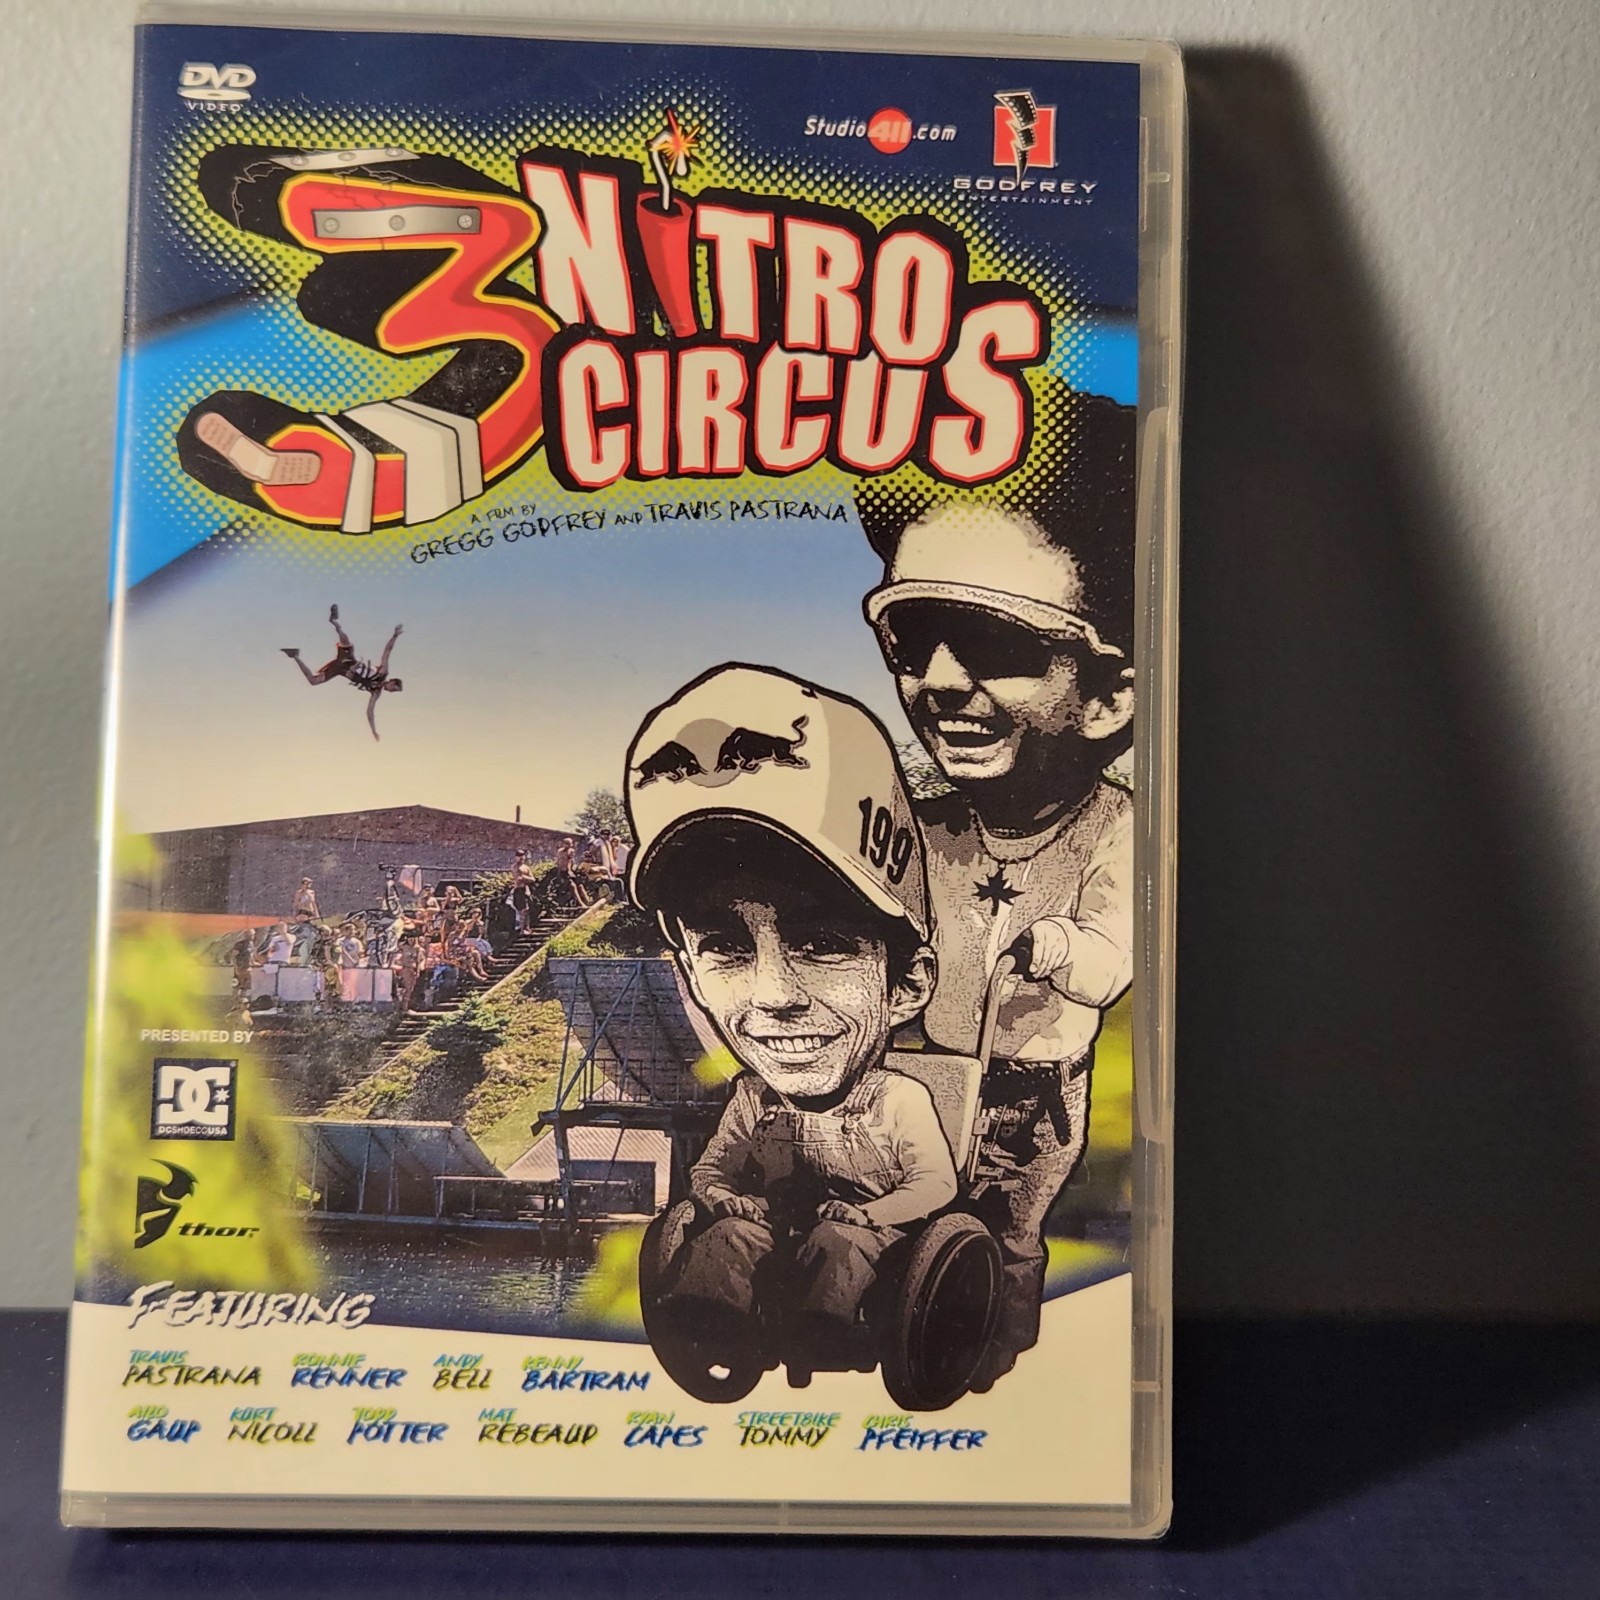 DVD
VIDEO
Studio411.com
GODFREY
ENTERTAINMENT
3 NITRO
CIRCUS
A FILM BY
GREGG GODFREY AND TRAVIS PASTRANA
199
PRESENTED BY
DC
DCSHOECOUSA
thor
FEATURING
TRAVIS PASTRANA RONNIE RENNER ANDY BELL KENNY BARTRAM
AILO GAUP KURT NICOLL TODD POTTER MAT REBEAUD RYAN CAPES STREETBIKE TOMMY CHRIS PFEIFFER